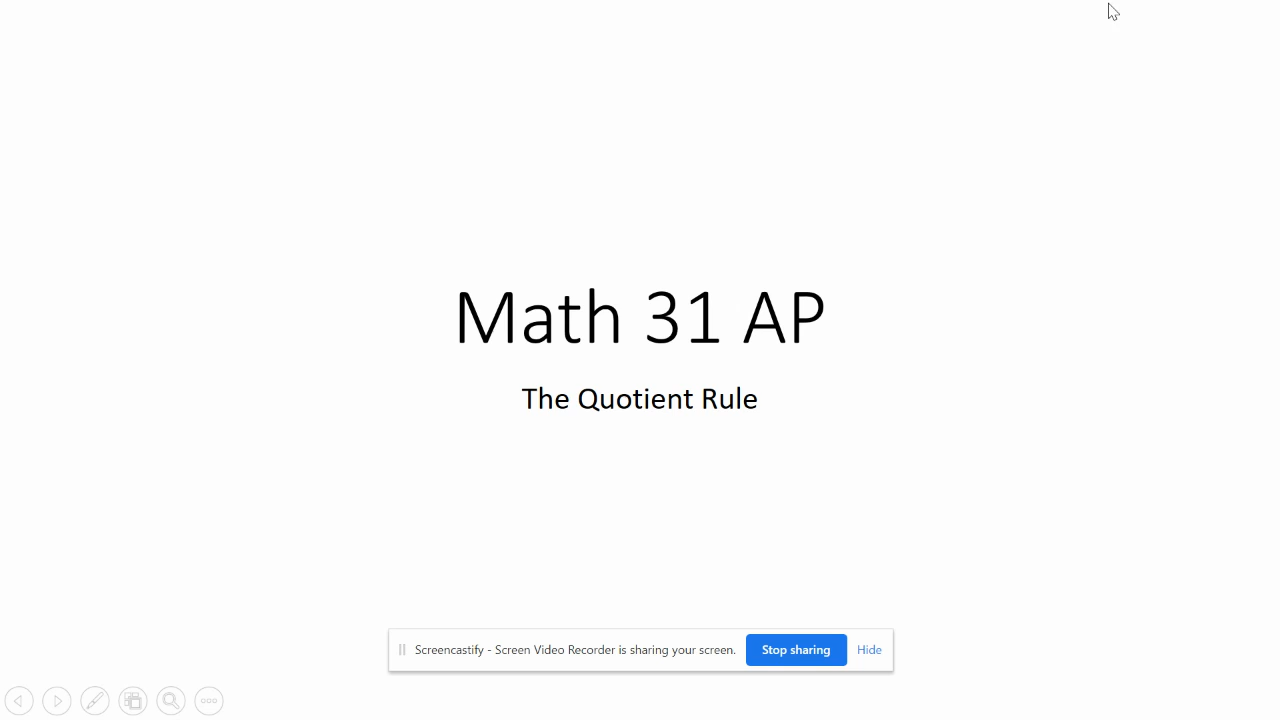 Math 31 AP
The Quotient Rule
Screencastify - Screen Video Recorder is sharing your screen. Stop sharing Hide